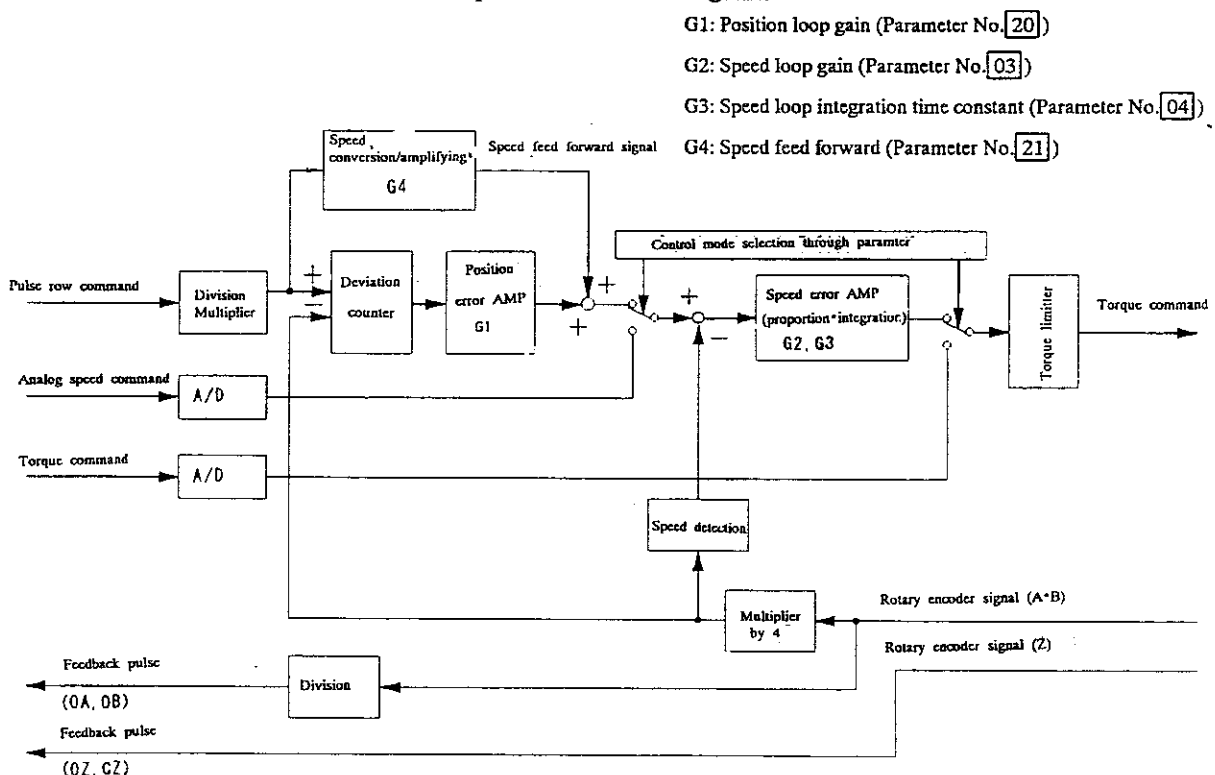 G1: Position loop gain (Parameter No. 20)
G2: Speed loop gain (Parameter No. 03)
G3: Speed loop integration time constant (Parameter No. 04)
G4: Speed feed forward (Parameter No. 21)
Speed
conversion/amplifying
G4
Speed feed forward signal
Control mode selection through paramter
Pulse row command
Division
Multiplier
+
−
Deviation
counter
Position
error AMP
G1
+
+
+
−
Speed error AMP
(proportion•integration)
G2, G3
Torque limitter
Torque command
Analog speed command
A/D
Torque command
A/D
Speed detection
Multiplier
by 4
Rotary encoder signal (A•B)
Rotary encoder signal (Z)
Feedback pulse
(OA, OB)
Division
Feedback pulse
(OZ, CZ)